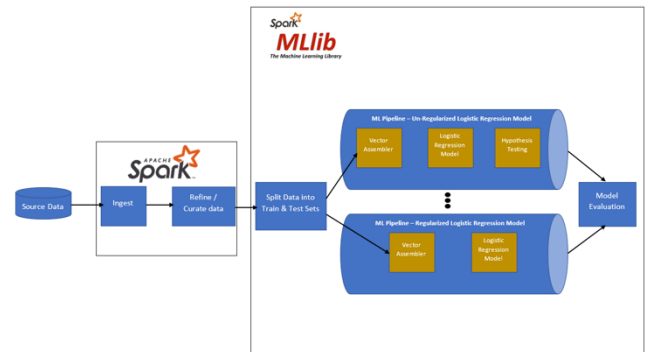 Spark
MLlib
The Machine Learning Library
APACHE
Spark
Source Data
Ingest
Refine /
Curate data
Split Data into
Train & Test Sets
ML Pipeline – Un-Regularized Logistic Regression Model
Vector
Assembler
Logistic
Regression
Model
Hypothesis
Testing
ML Pipeline – Regularized Logistic Regression Model
Vector
Assembler
Logistic
Regression
Model
Model
Evaluation